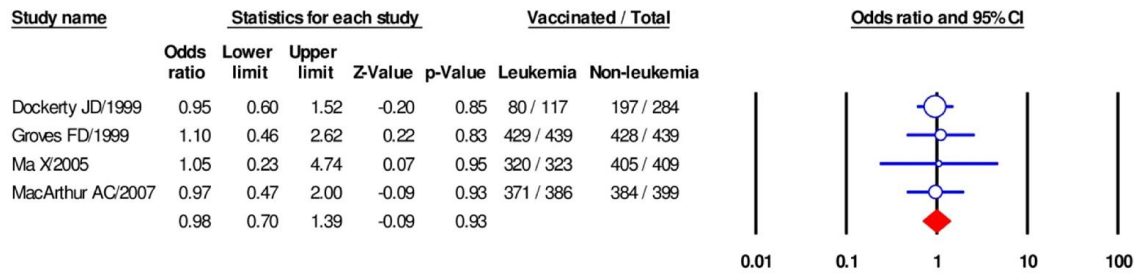 Study name Statistics for each study Vaccinated / Total Odds ratio and 95% CI
Odds Lower Upper
ratio limit limit Z-Value p-Value Leukemia Non-leukemia
Dockerty JD/1999 0.95 0.60 1.52 -0.20 0.85 80 / 117 197 / 284
Groves FD/1999 1.10 0.46 2.62 0.22 0.83 429 / 439 428 / 439
Ma X/2005 1.05 0.23 4.74 0.07 0.95 320 / 323 405 / 409
MacArthur AC/2007 0.97 0.47 2.00 -0.09 0.93 371 / 386 384 / 399
0.98 0.70 1.39 -0.09 0.93
0.01 0.1 1 10 100